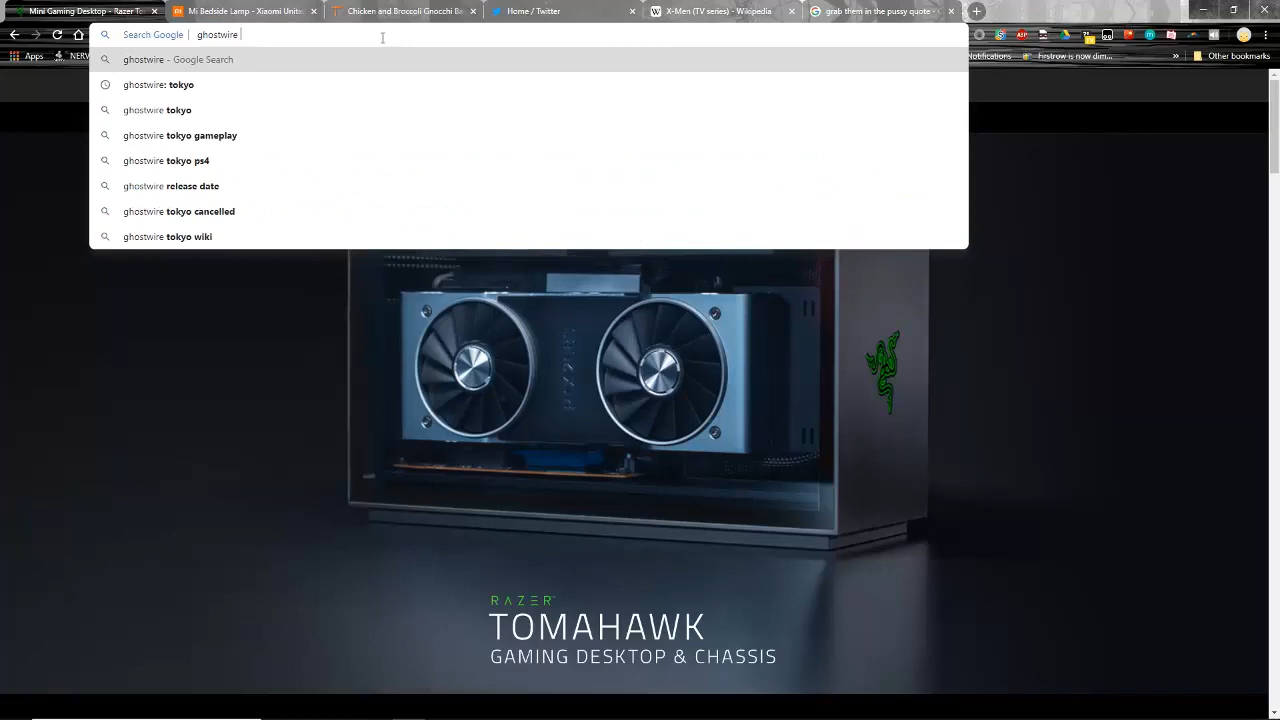 Mini Gaming Desktop - Razer To
Mi Bedside Lamp - Xiaomi Unite
Chicken and Broccoli Gnocchi Ba
Home / Twitter
X-Men (TV series) - Wikipedia
grab them in the pussy quote -
Search Google | ghostwire
Apps
NERV
Notifications
Firstrow is now dim...
Other bookmarks
ghostwire - Google Search
ghostwire: tokyo
ghostwire tokyo
ghostwire tokyo gameplay
ghostwire tokyo ps4
ghostwire release date
ghostwire tokyo cancelled
ghostwire tokyo wiki
RAZER
TOMAHAWK
GAMING DESKTOP & CHASSIS